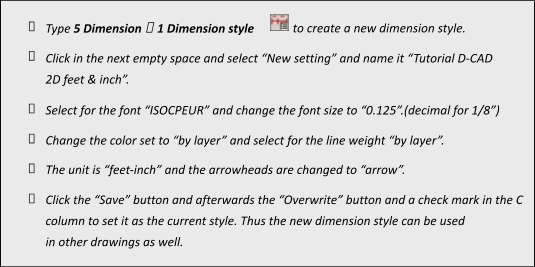 Type 5 Dimension 1 Dimension style to create a new dimension style.
Click in the next empty space and select “New setting” and name it “Tutorial D-CAD
2D feet & inch”.
Select for the font “ISOCPEUR” and change the font size to “0.125”.(decimal for 1/8”)
Change the color set to “by layer” and select for the line weight “by layer”.
The unit is “feet-inch” and the arrowheads are changed to “arrow”.
Click the “Save” button and afterwards the “Overwrite” button and a check mark in the C
column to set it as the current style. Thus the new dimension style can be used
in other drawings as well.